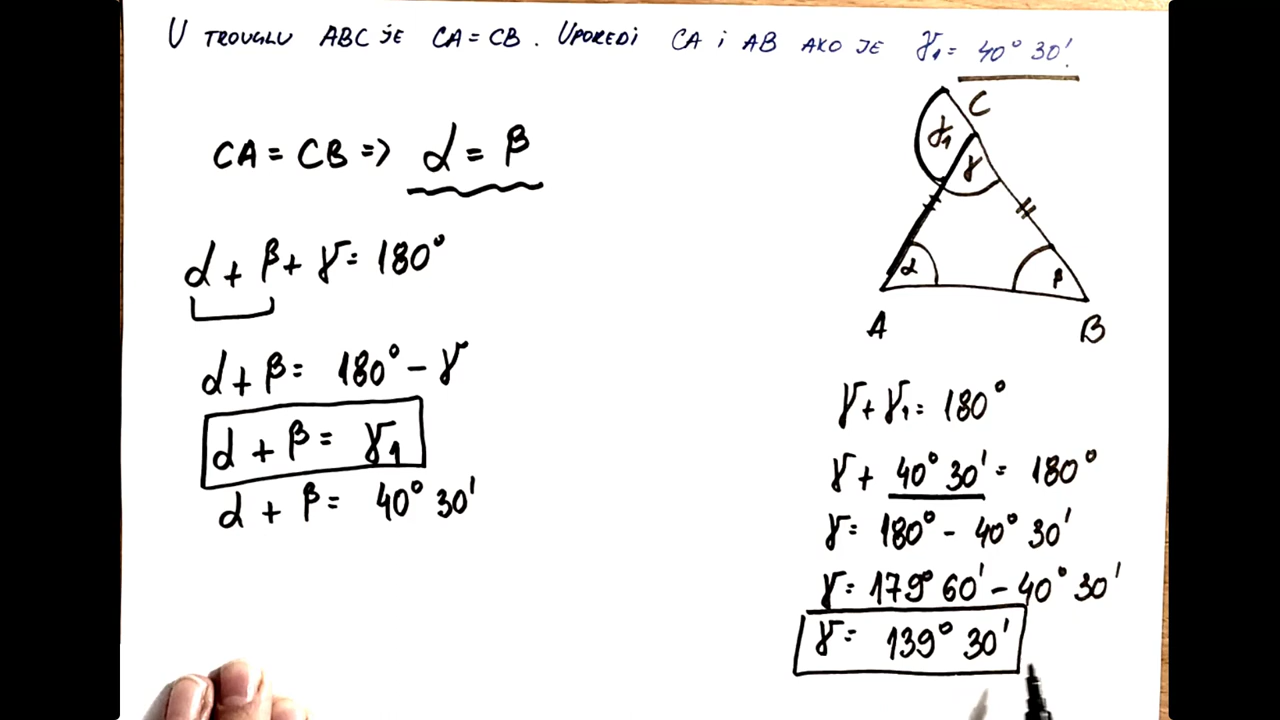 U TROUGLU ABC JE CA = CB. UPOREDI CA I AB AKO JE γ₁ = 40° 30'.
CA = CB => α = β
α + β + γ = 180°
α + β = 180° - γ
α + β = γ₁
α + β = 40° 30'
C
γ₁
γ
α
β
A
B
γ + γ₁ = 180°
γ + 40° 30' = 180°
γ = 180° - 40° 30'
γ = 179° 60' - 40° 30'
γ = 139° 30'